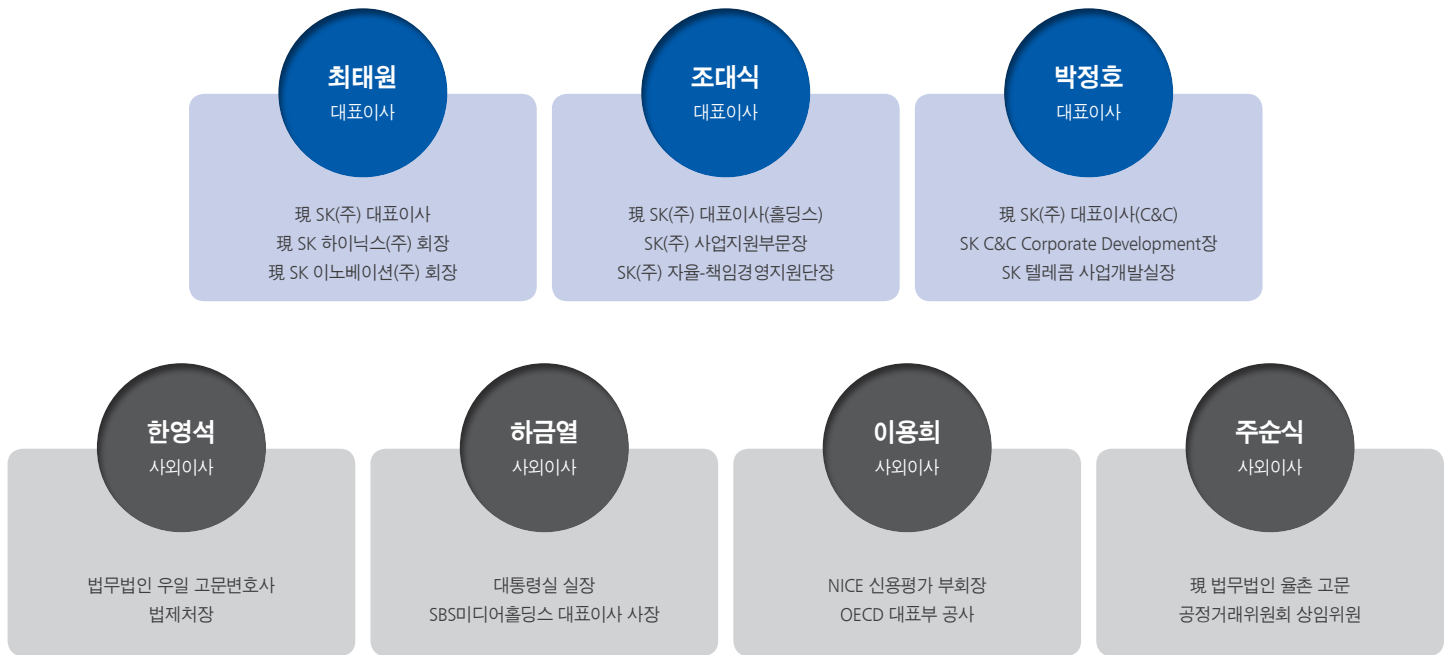 최태원
대표이사
現 SK(주) 대표이사
現 SK 하이닉스(주) 회장
現 SK 이노베이션(주) 회장
조대식
대표이사
現 SK(주) 대표이사(홀딩스)
SK(주) 사업지원부문장
SK(주) 자율-책임경영지원단장
박정호
대표이사
現 SK(주) 대표이사(C&C)
SK C&C Corporate Development장
SK 텔레콤 사업개발실장
한영석
사외이사
법무법인 우일 고문변호사
법제처장
하금열
사외이사
대통령실 실장
SBS미디어홀딩스 대표이사 사장
이용희
사외이사
NICE 신용평가 부회장
OECD 대표부 공사
주순식
사외이사
現 법무법인 율촌 고문
공정거래위원회 상임위원